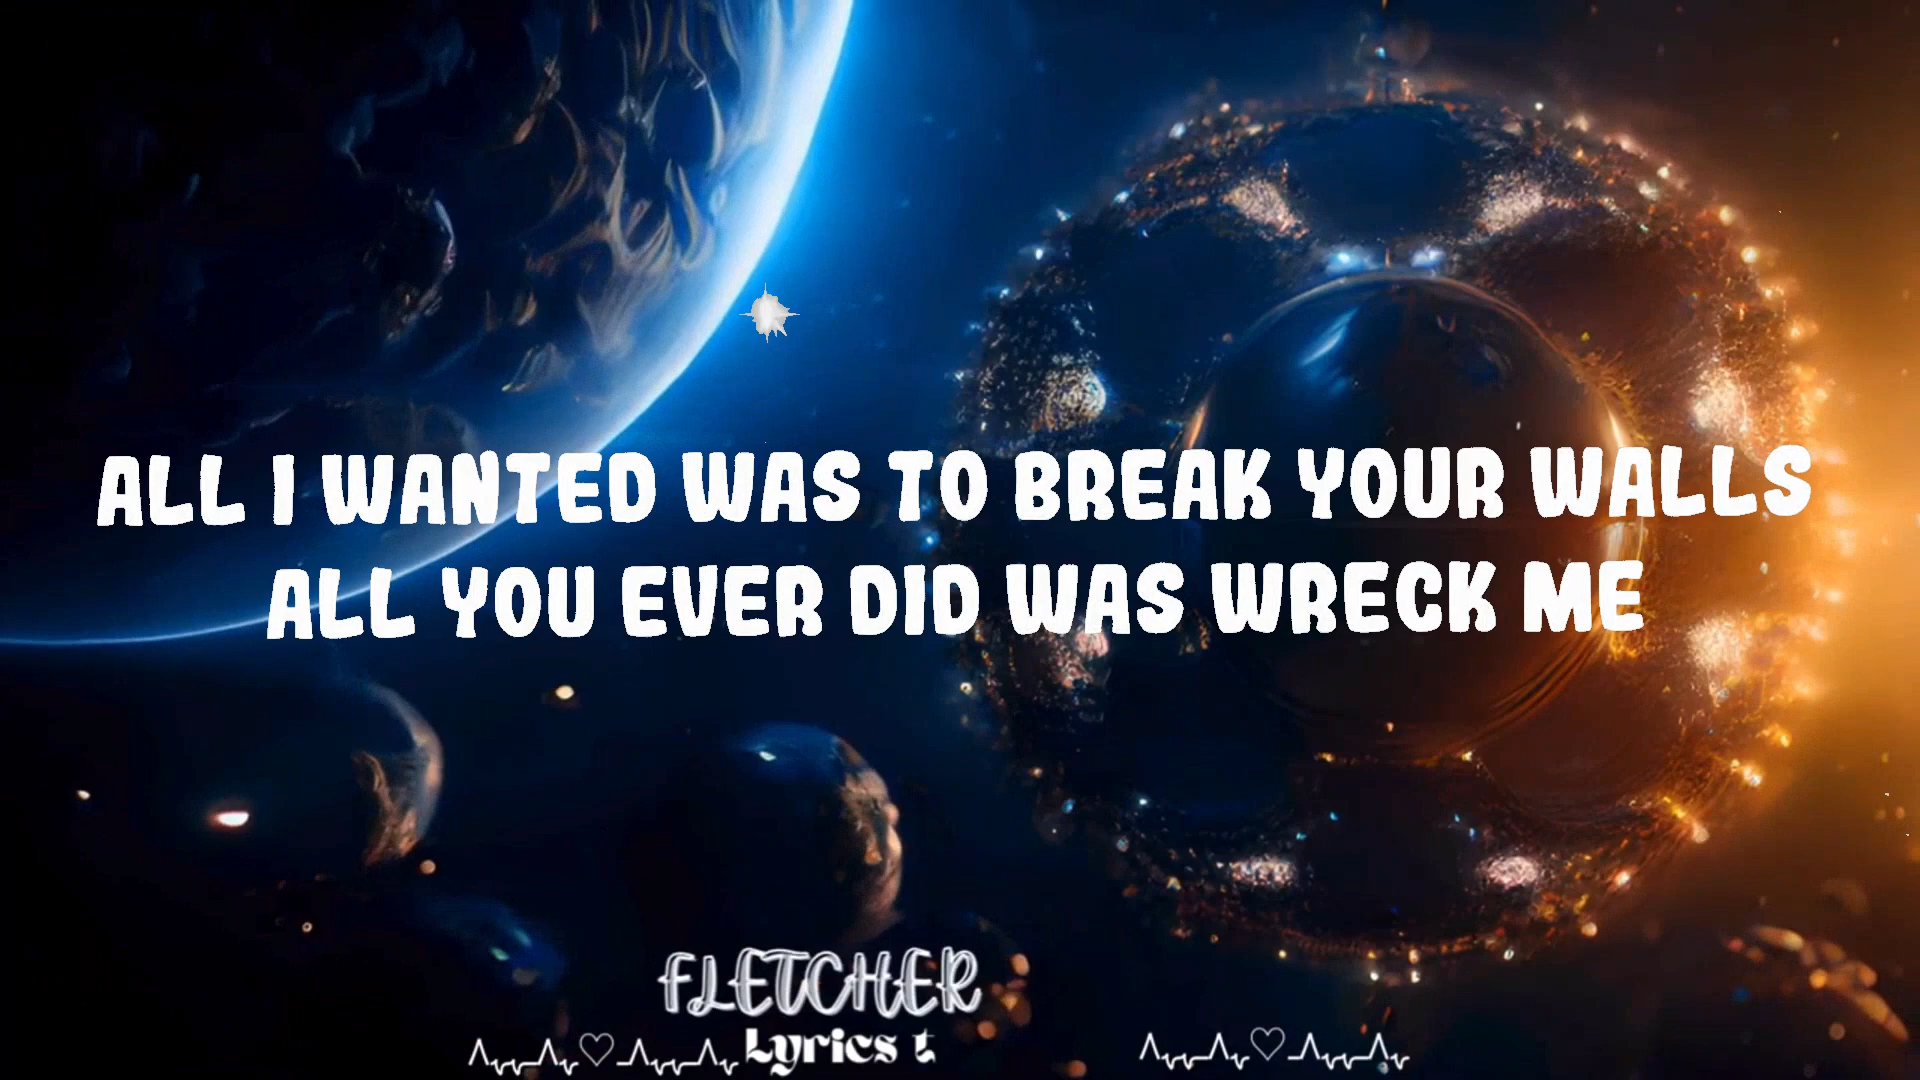 ALL I WANTED WAS TO BREAK YOUR WALLS
ALL YOU EVER DID WAS WRECK ME
FLETCHER
Lyrics t